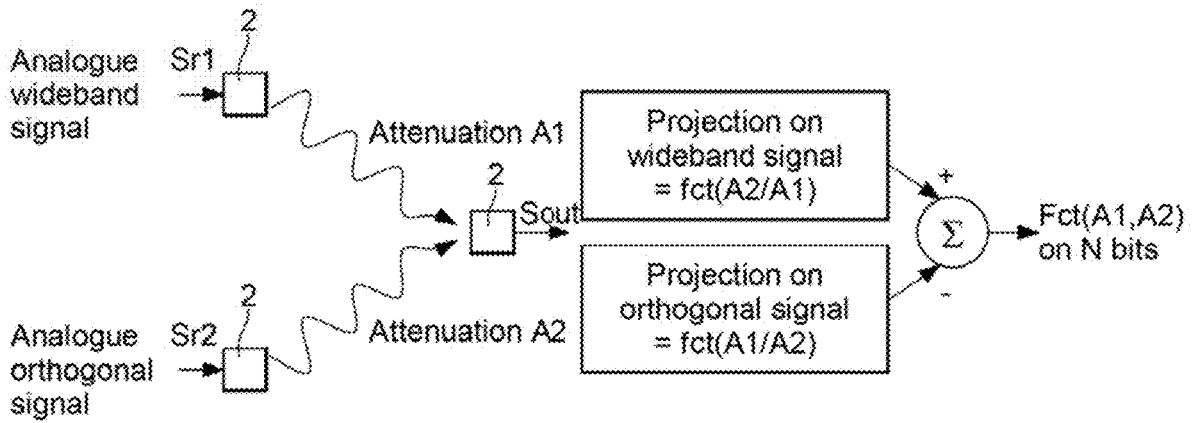 2
Analogue
wideband
signal
Sr1
Attenuation A1
2
Sout
Projection on
wideband signal
= fct(A2/A1)
+
Σ
Fct(A1,A2)
on N bits
-
Projection on
orthogonal signal
= fct(A1/A2)
Attenuation A2
2
Analogue
orthogonal
signal
Sr2